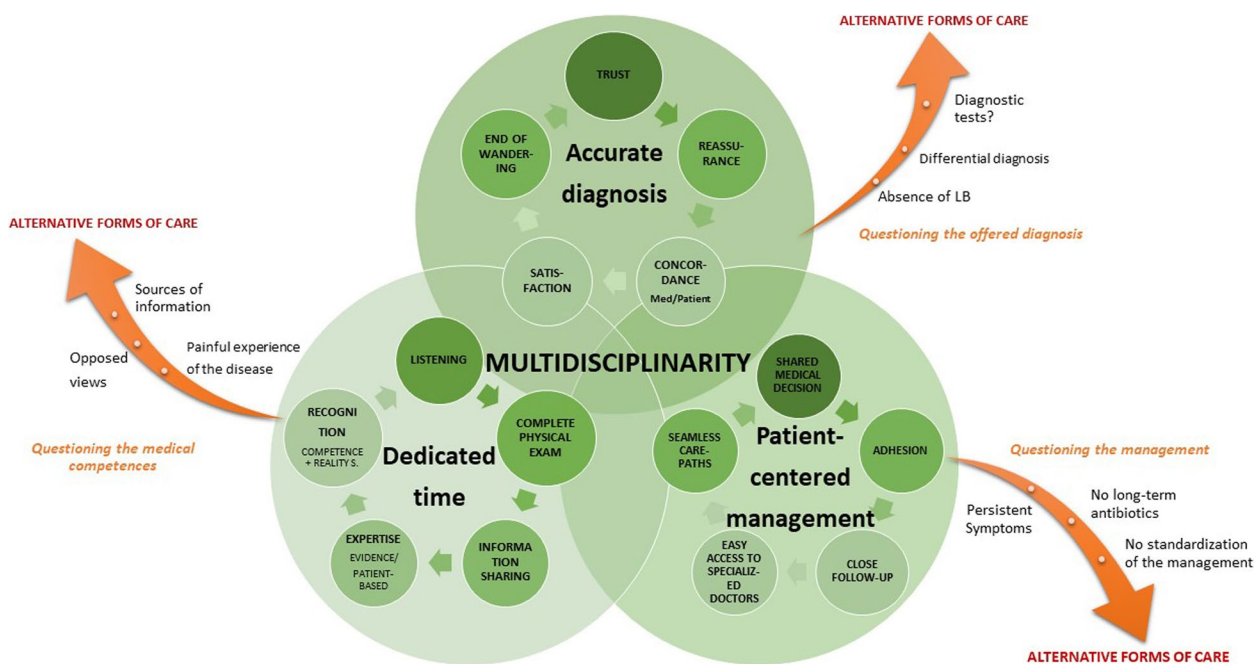 ALTERNATIVE FORMS OF CARE
Diagnostic
tests?
Differential diagnosis
Absence of LB
Questioning the offered diagnosis
TRUST
REASSU-
RANCE
CONCOR-
DANCE
Med/Patient
SATIS-
FACTION
END OF
WANDER-
ING
Accurate
diagnosis
ALTERNATIVE FORMS OF CARE
Sources of
information
Opposed
views
Painful experience
of the disease
Questioning the medical
competences
MULTIDISCIPLINARITY
LISTENING
COMPLETE
PHYSICAL
EXAM
INFORMA
TION
SHARING
EXPERTISE
EVIDENCE/
PATIENT-
BASED
RECOGNI
TION
COMPETENCE
+ REALITY S.
Dedicated
time
SHARED
MEDICAL
DECISION
ADHESION
CLOSE
FOLLOW-UP
EASY
ACCESS TO
SPECIALIZ-
ED
DOCTORS
SEAMLESS
CARE-
PATHS
Patient-
centered
management
Questioning the management
Persistent
Symptoms
No long-term
antibiotics
No standardization
of the management
ALTERNATIVE FORMS OF CARE